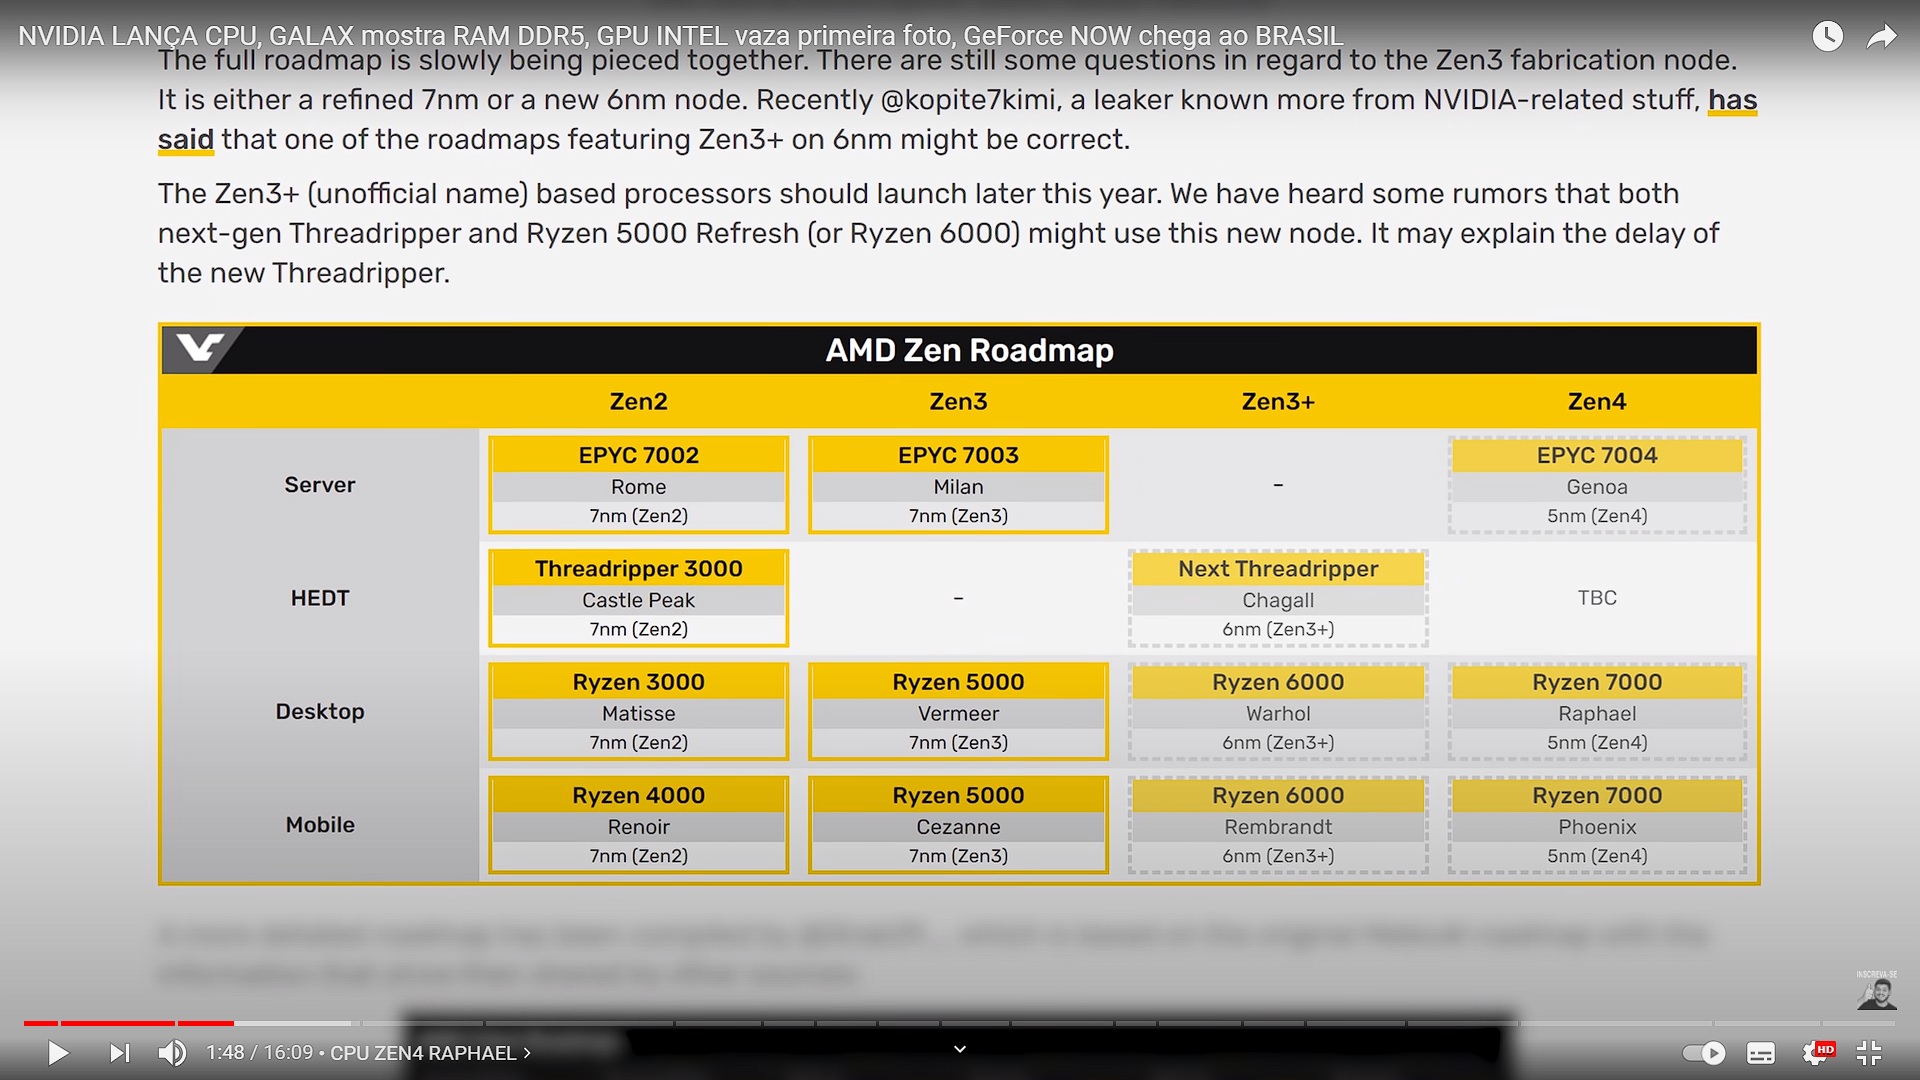 NVIDIA LANÇA CPU, GALAX mostra RAM DDR5, GPU INTEL vaza primeira foto, GeForce NOW chega ao BRASIL
The full roadmap is slowly being pieced together. There are still some questions in regard to the Zen3 fabrication node.
It is either a refined 7nm or a new 6nm node. Recently @kopite7kimi, a leaker known more from NVIDIA-related stuff, has
said that one of the roadmaps featuring Zen3+ on 6nm might be correct.
The Zen3+ (unofficial name) based processors should launch later this year. We have heard some rumors that both
next-gen Threadripper and Ryzen 5000 Refresh (or Ryzen 6000) might use this new node. It may explain the delay of
the new Threadripper.
AMD Zen Roadmap
Zen2 Zen3 Zen3+ Zen4
EPYC 7002 EPYC 7003 EPYC 7004
Server Rome Milan - Genoa
7nm (Zen2) 7nm (Zen3) 5nm (Zen4)
Threadripper 3000 Next Threadripper
HEDT Castle Peak - Chagall TBC
7nm (Zen2) 6nm (Zen3+)
Ryzen 3000 Ryzen 5000 Ryzen 6000 Ryzen 7000
Desktop Matisse Vermeer Warhol Raphael
7nm (Zen2) 7nm (Zen3) 6nm (Zen3+) 5nm (Zen4)
Ryzen 4000 Ryzen 5000 Ryzen 6000 Ryzen 7000
Mobile Renoir Cezanne Rembrandt Phoenix
7nm (Zen2) 7nm (Zen3) 6nm (Zen3+) 5nm (Zen4)
INSCREVA-SE
1:48 / 16:09 • CPU ZEN4 RAPHAEL
HD